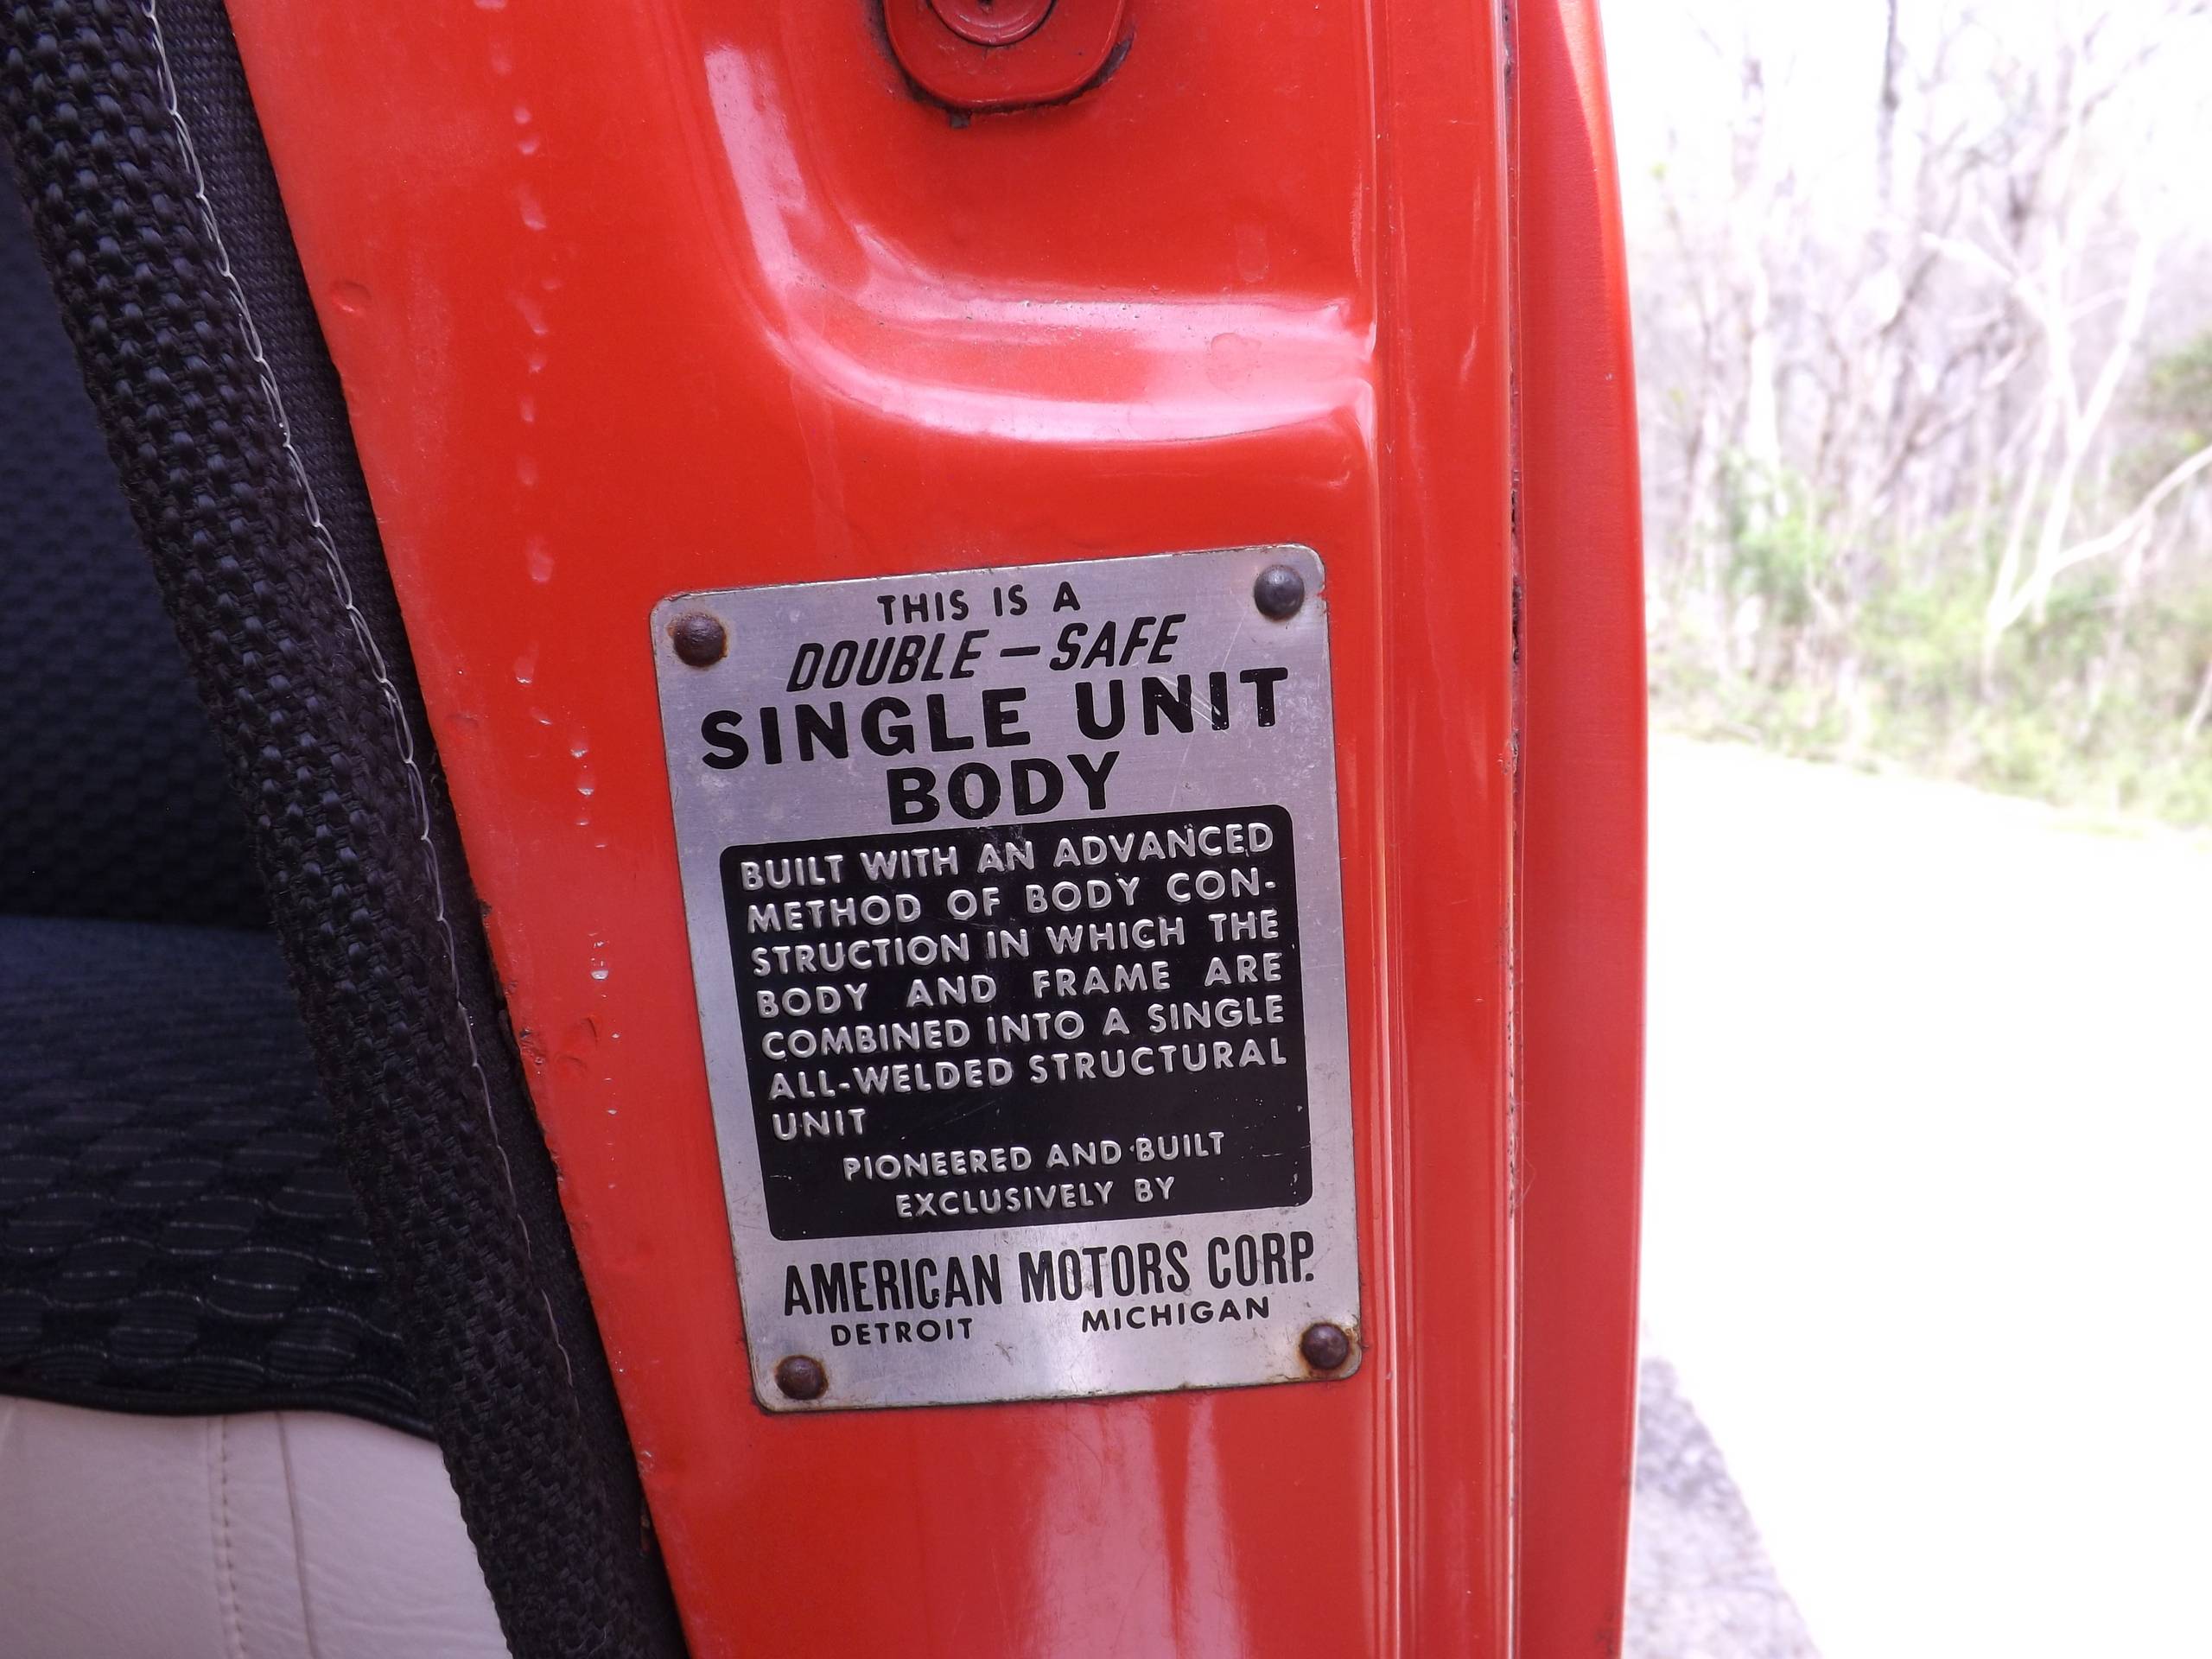 THIS IS A
DOUBLE — SAFE
SINGLE UNIT
BODY
BUILT WITH AN ADVANCED
METHOD OF BODY CON-
STRUCTION IN WHICH THE
BODY AND FRAME ARE
COMBINED INTO A SINGLE
ALL-WELDED STRUCTURAL
UNIT
PIONEERED AND BUILT
EXCLUSIVELY BY
AMERICAN MOTORS CORP.
DETROIT MICHIGAN